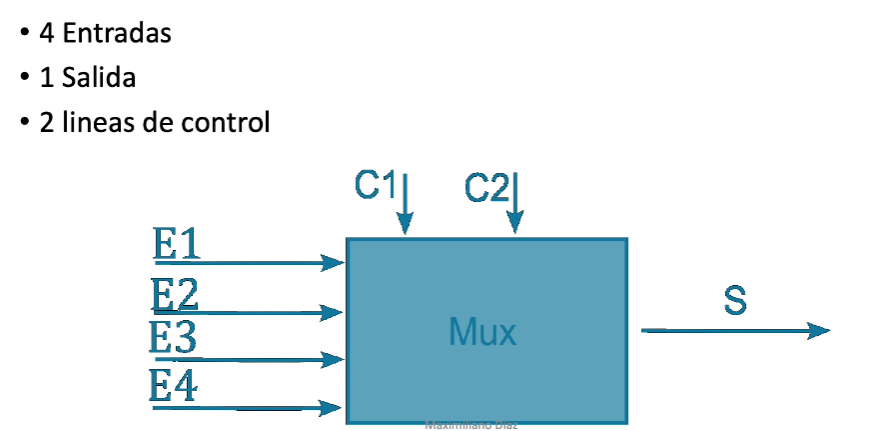 • 4 Entradas
• 1 Salida
• 2 lineas de control
C1 C2
E1
E2
S
E3
Mux
E4
Maximiliano Diaz